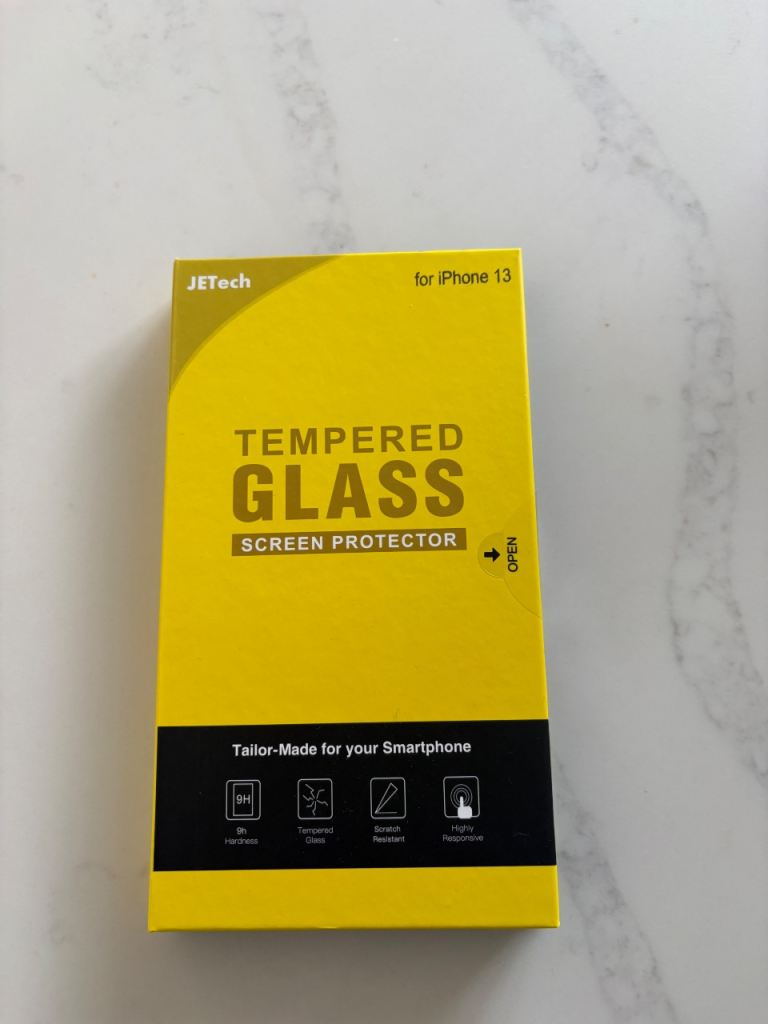 JETech
for iPhone 13
TEMPERED
GLASS
SCREEN PROTECTOR
OPEN
Tailor-Made for your Smartphone
9H
9h
Hardness
Tempered
Glass
Scratch
Resistant
Highly
Responsive